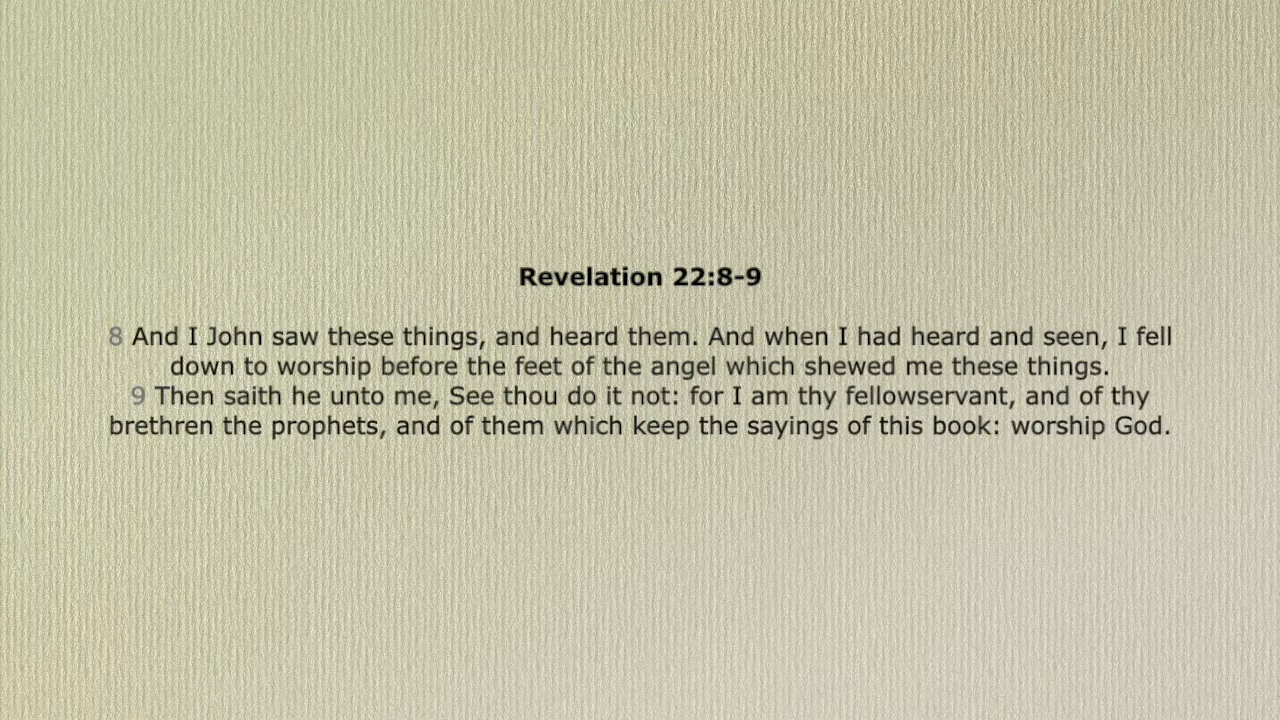 Revelation 22:8-9
8 And I John saw these things, and heard them. And when I had heard and seen, I fell
down to worship before the feet of the angel which shewed me these things.
9 Then saith he unto me, See thou do it not: for I am thy fellowservant, and of thy
brethren the prophets, and of them which keep the sayings of this book: worship God.